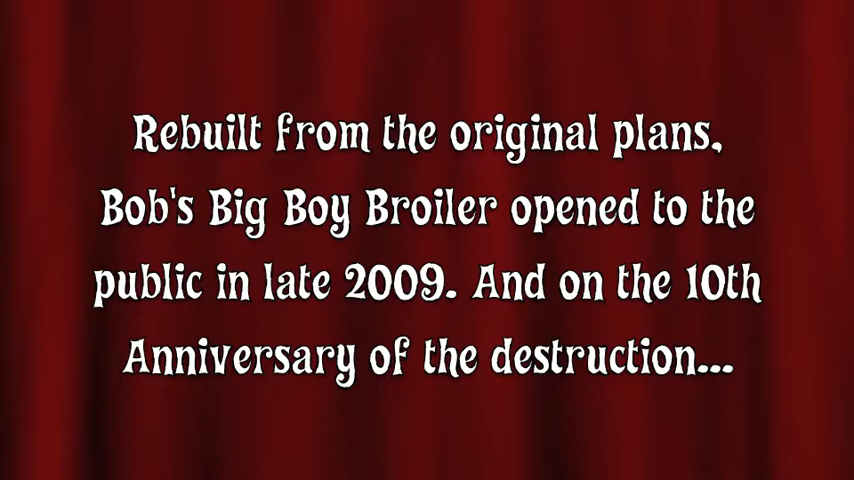 Rebuilt from the original plans,
Bob's Big Boy Broiler opened to the
public in late 2009. And on the 10th
Anniversary of the destruction...